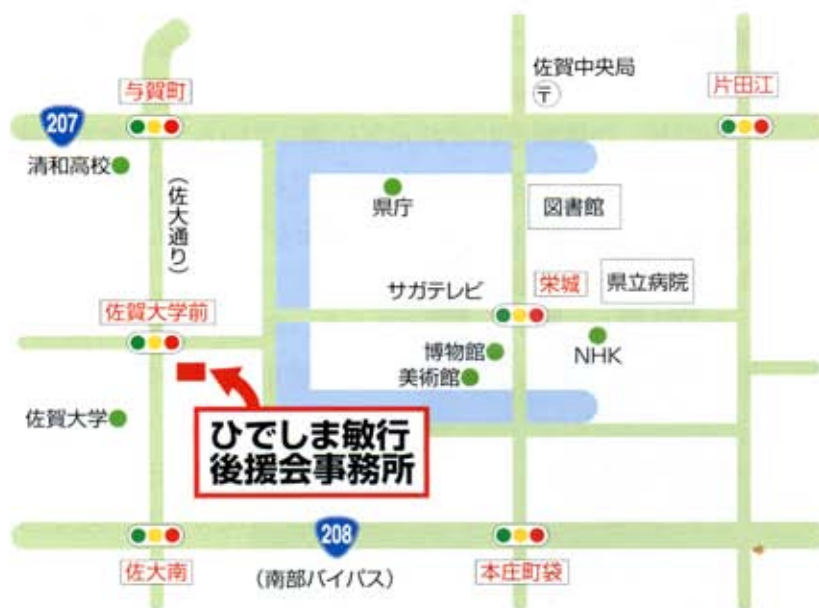 佐賀中央局
〒
与賀町
片田江
207
清和高校
県庁
図書館
(佐大通り)
サガテレビ
栄城
県立病院
佐賀大学前
博物館
NHK
美術館
佐賀大学
ひでしま敏行
後援会事務所
208
佐大南
(南部バイパス)
本庄町袋